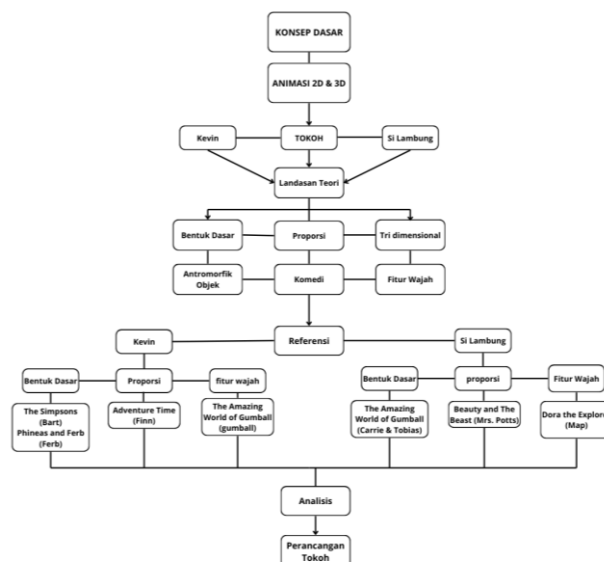 KONSEP DASAR
ANIMASI 2D & 3D
Kevin
TOKOH
Si Lambung
Landasan Teori
Bentuk Dasar
Proporsi
Tri dimensional
Antromorfik
Objek
Komedi
Fitur Wajah
Kevin
Referensi
Si Lambung
Bentuk Dasar
Proporsi
fitur wajah
Bentuk Dasar
proporsi
Fitur Wajah
The Simpsons
(Bart)
Phineas and Ferb
(Ferb)
Adventure Time
(Finn)
The Amazing
World of Gumball
(gumball)
The Amazing
World of Gumball
(Carrie & Tobias)
Beauty and The
Beast (Mrs. Potts)
Dora the Explore
(Map)
Analisis
Perancangan
Tokoh